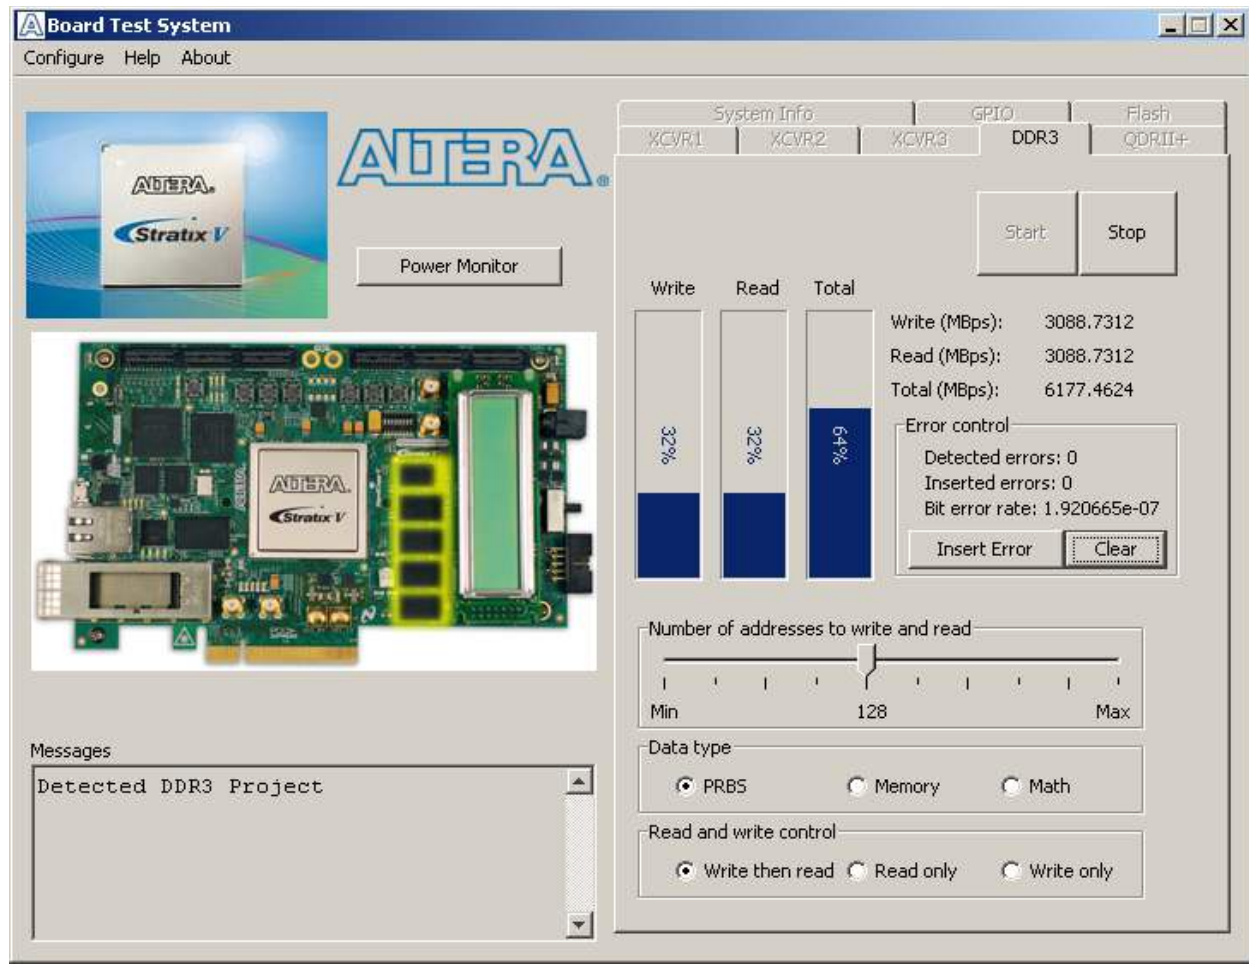 Board Test System
Configure Help About
ALTERA®
Stratix V
ALTERA®
Power Monitor
ALTERA®
Stratix V
Messages
Detected DDR3 Project
System Info GPIO Flash
XCVR1 XCVR2 XCVR3 DDR3 QDRII+
Start Stop
Write Read Total
32% 32% 64%
Write (MBps): 3088.7312
Read (MBps): 3088.7312
Total (MBps): 6177.4624
Error control
Detected errors: 0
Inserted errors: 0
Bit error rate: 1.920665e-07
Insert Error Clear
Number of addresses to write and read
Min 128 Max
Data type
PRBS Memory Math
Read and write control
Write then read Read only Write only